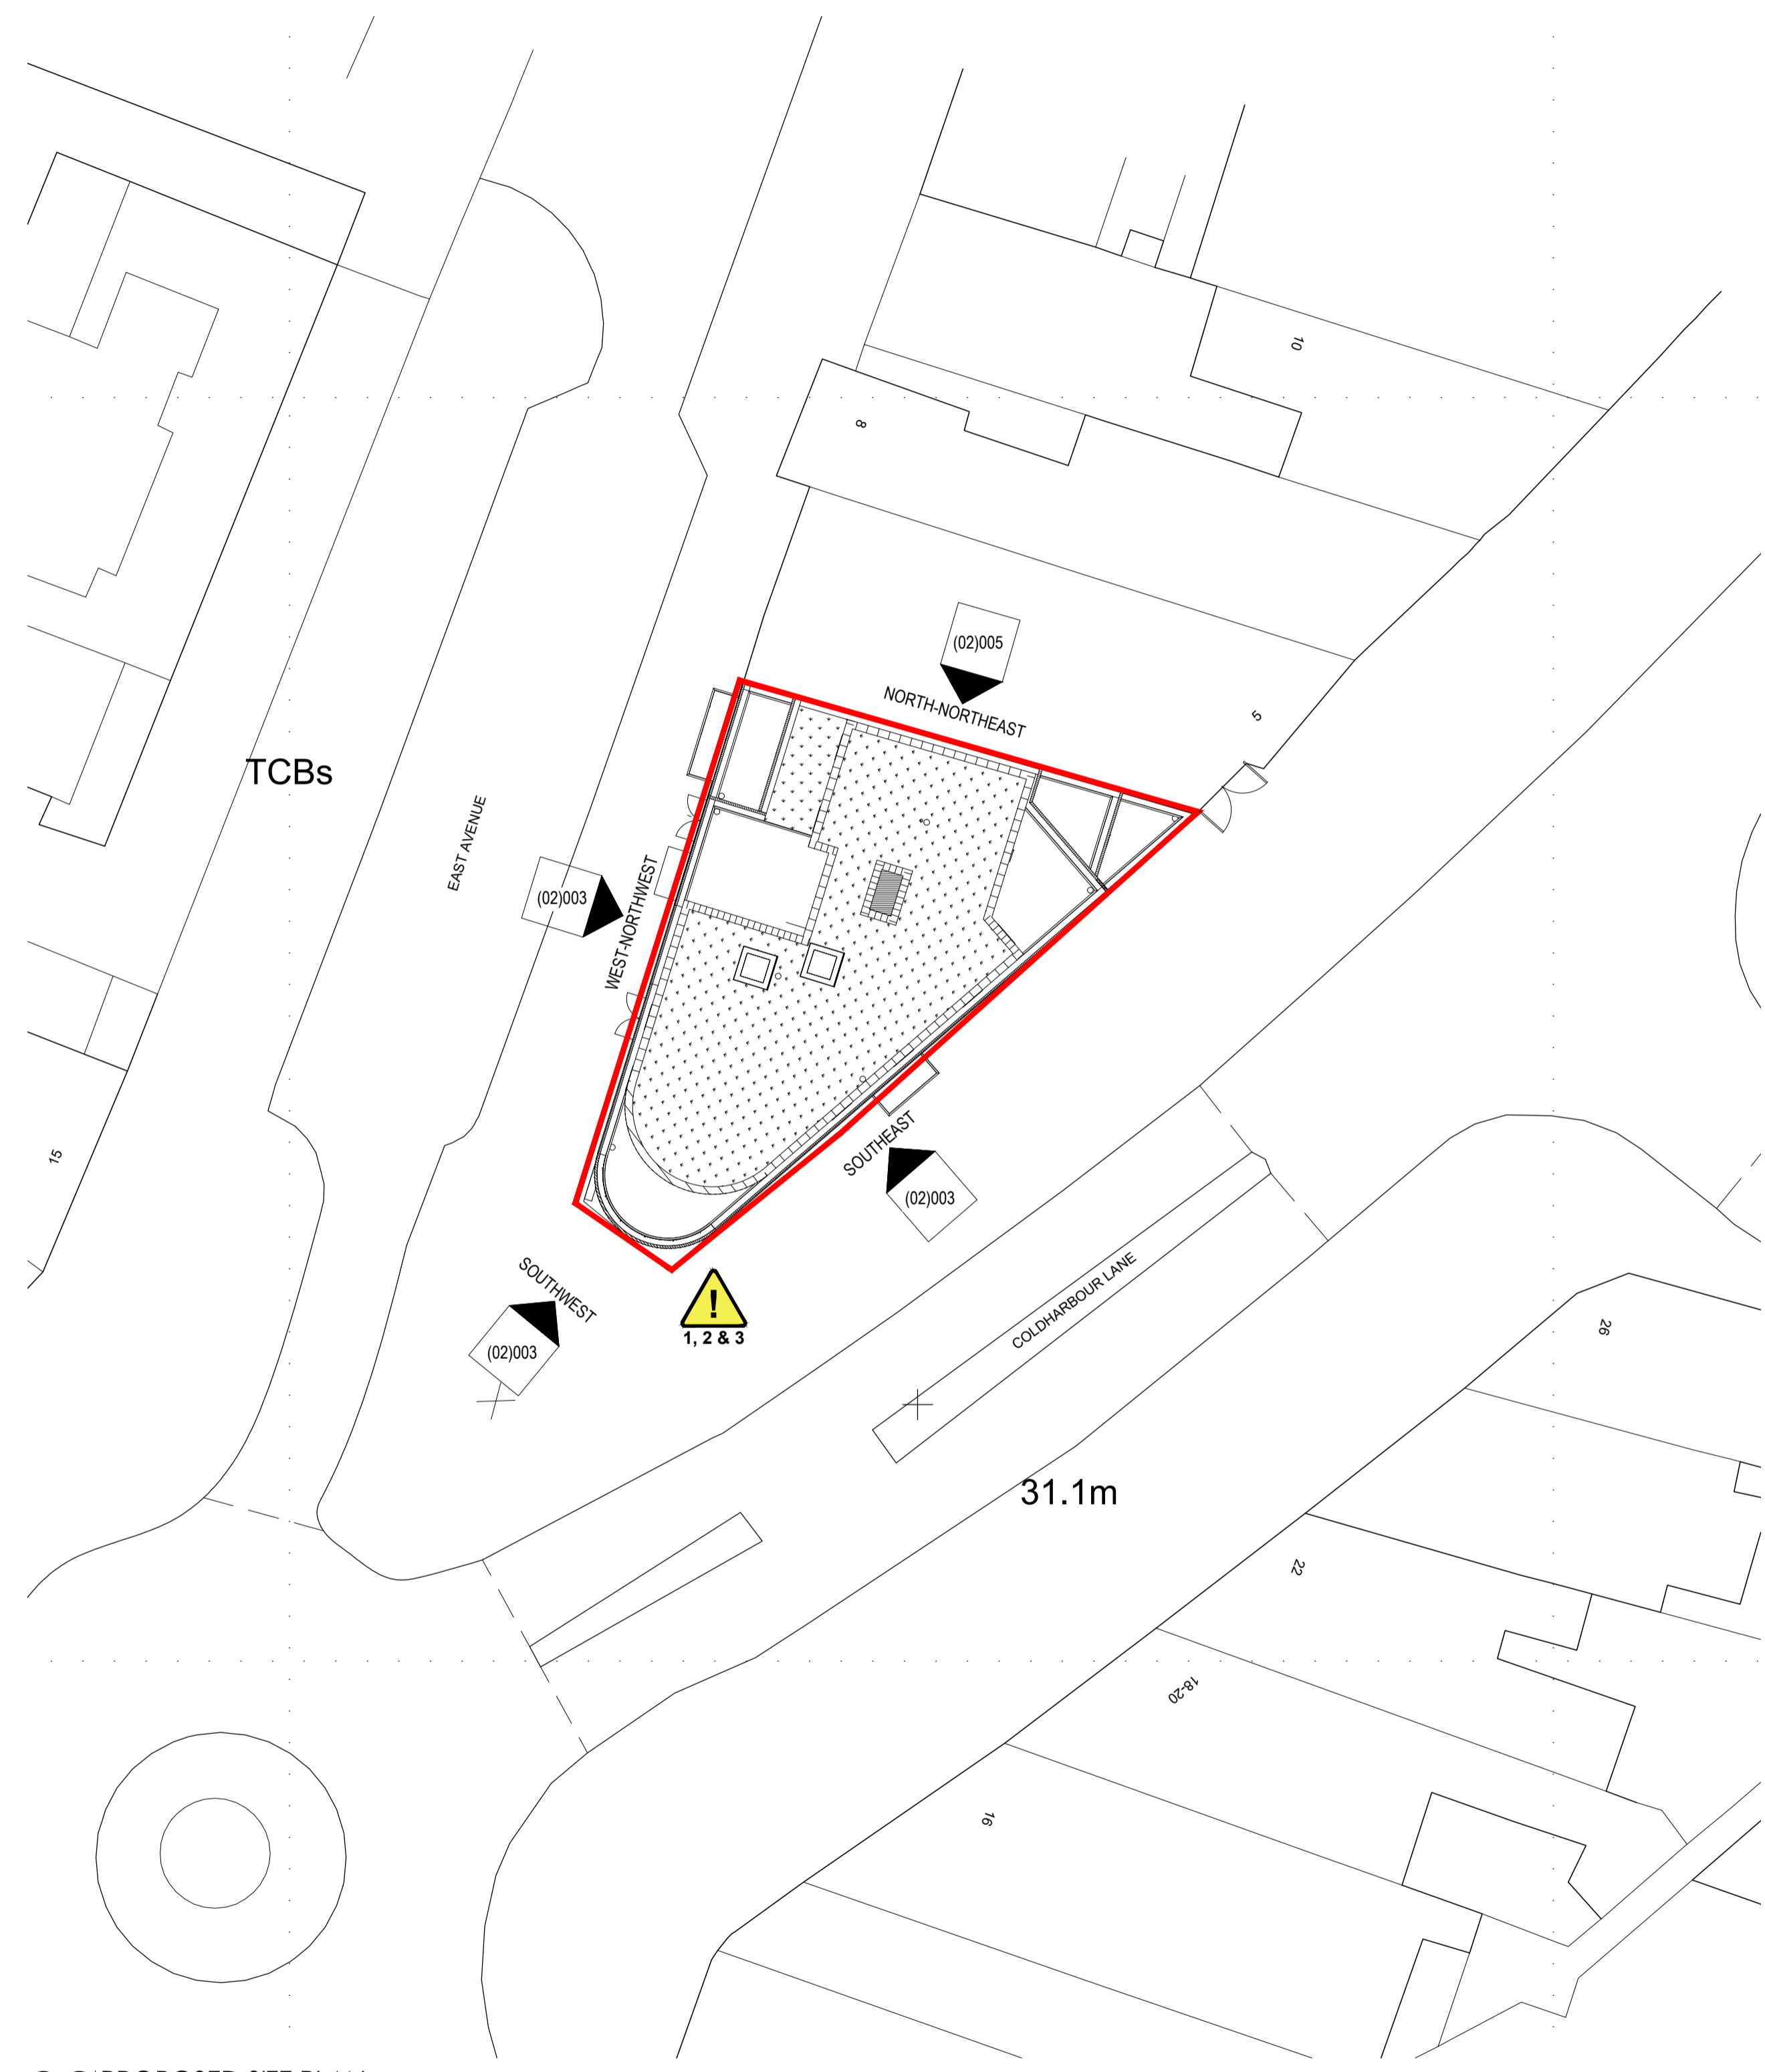 10
8
(02)005
NORTH-NORTHEAST
5
TCBs
EAST AVENUE
(02)003
WEST-NORTHWEST
SOUTHEAST
(02)003
15
SOUTHWEST
(02)003
!
1, 2 & 3
COLDHARBOUR LANE
26
31.1m
22
18-20
16